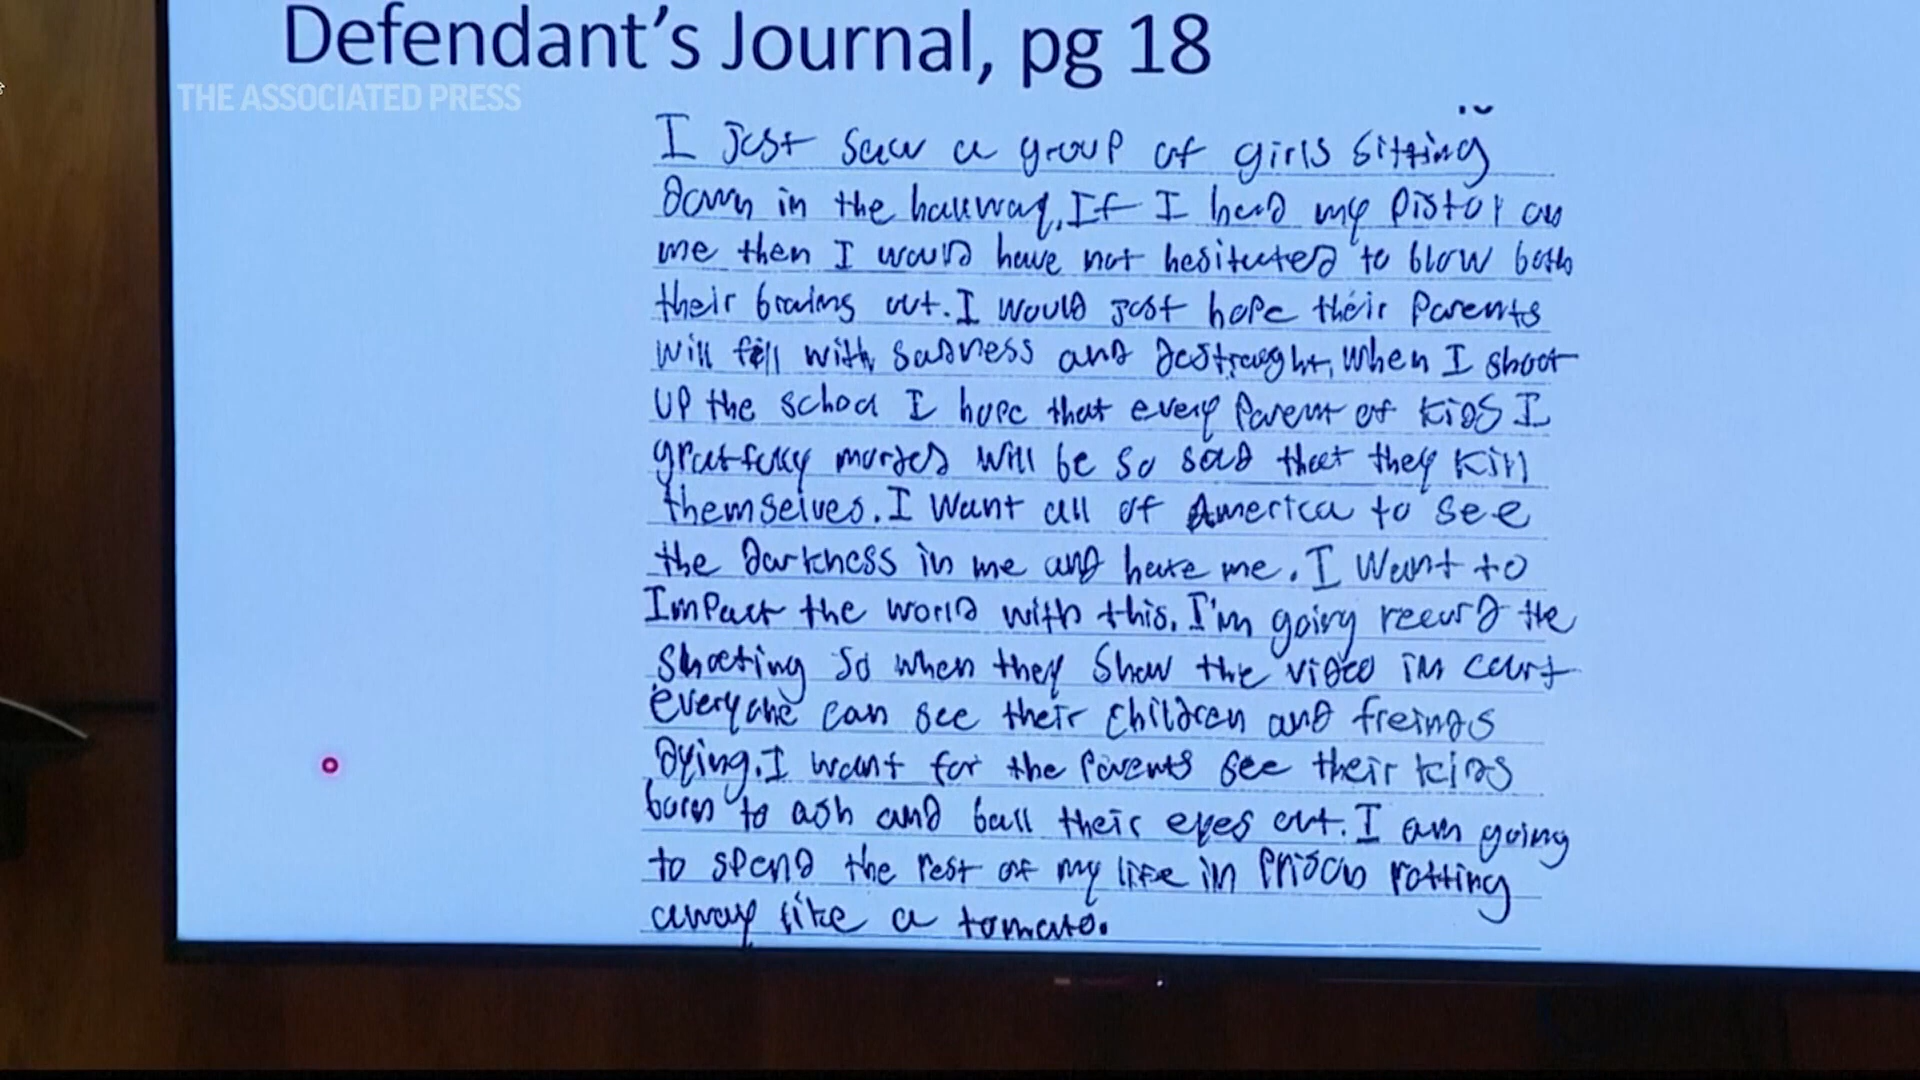 Defendant's Journal, pg 18
THE ASSOCIATED PRESS
I Just saw a group of girls sitting
down in the hallway. If I head my pistol on
me then I would have not hesitated to blow both
their brains out. I would just hope their Parents
will fill with sadness and destraught. When I shoot
up the school I hope that every parent of kids I
gratfully murded will be so sad that they kill
themselves. I want all of America to see
the darkness in me and hate me. I want to
Impact the world with this. I'm going record the
shooting so when they show the video in court
everyone can see their children and freinds
dying. I want for the parents see their kids
burn to ash and ball their eyes out. I am going
to spend the rest of my life in prison rotting
away like a tomato.